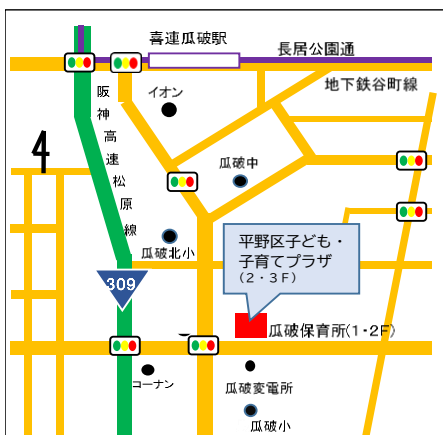 喜連瓜破駅
長居公園通
地下鉄谷町線
阪神高速松原線
イオン
4
瓜破中
瓜破北小
平野区子ども・
子育てプラザ
(2・3F)
309
瓜破保育所(1・2F)
コーナン
瓜破変電所
瓜破小